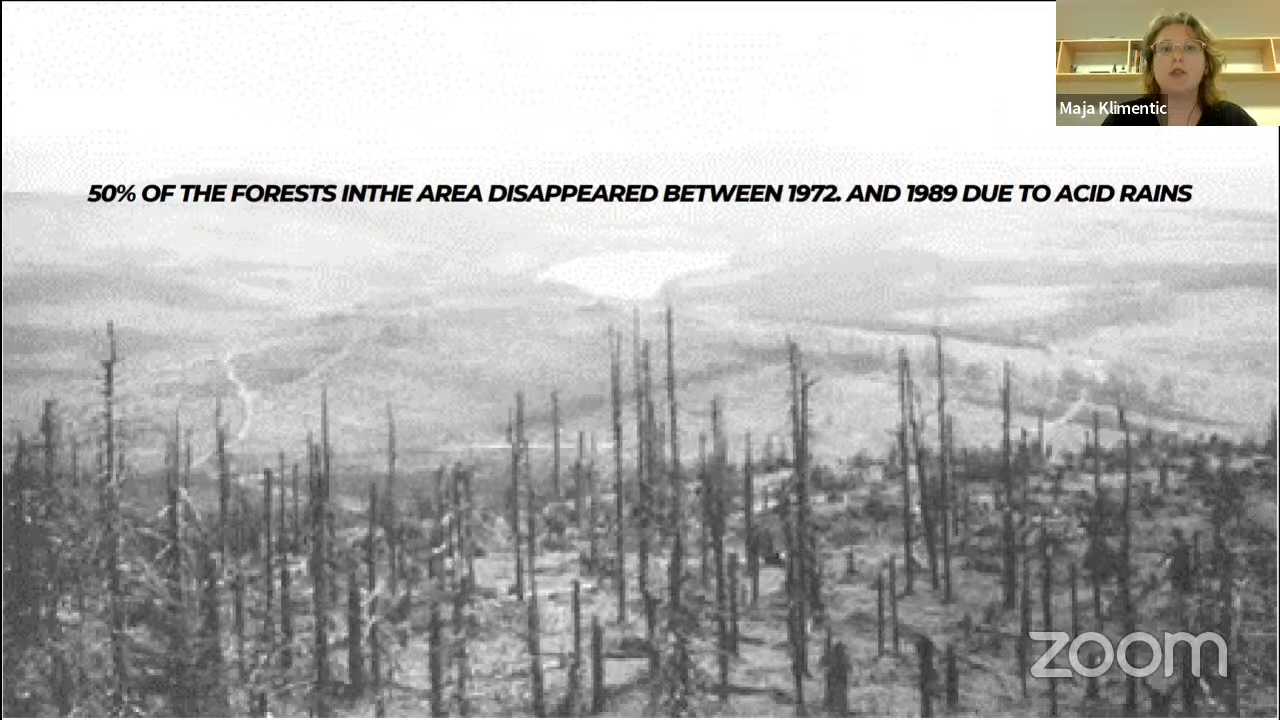 Maja Klimentic
50% OF THE FORESTS INTHE AREA DISAPPEARED BETWEEN 1972. AND 1989 DUE TO ACID RAINS
zoom